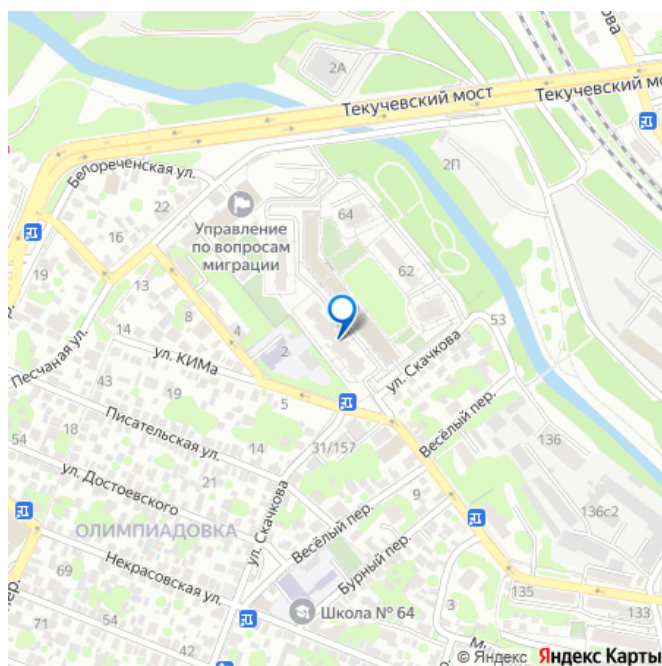 2А
Текучевский мост
Текучевский мо
ова
Белореченская ул.
2П
22
Управление
по вопросам
миграции
64
16
62
19
13
8
4
53
14
2
ул. Скачкова
Песчаная ул.
ул. КИМа
43
19
5
Весёлый пер.
Писательская ул.
18
14
31/157
136
54
ул. Достоевского
21
9
136с2
ОЛИМПИАДОВКА
ул. Скачкова
Весёлый пер.
Некрасовская ул.
Бурный пер.
69
пер.
135
Школа № 64
3
133
71
42
© Яндекс Яндекс Карты